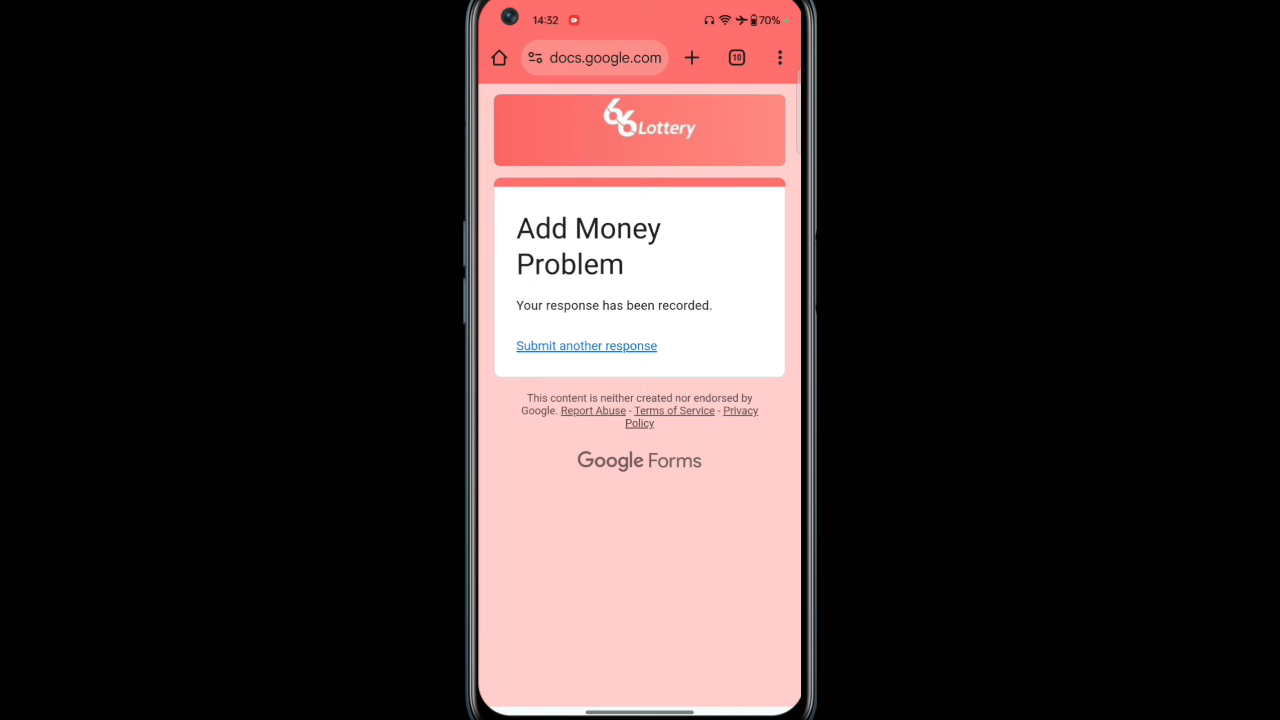 14:32
70%
docs.google.com
10
66Lottery
Add Money
Problem
Your response has been recorded.
Submit another response
This content is neither created nor endorsed by
Google. Report Abuse - Terms of Service - Privacy
Policy
Google Forms